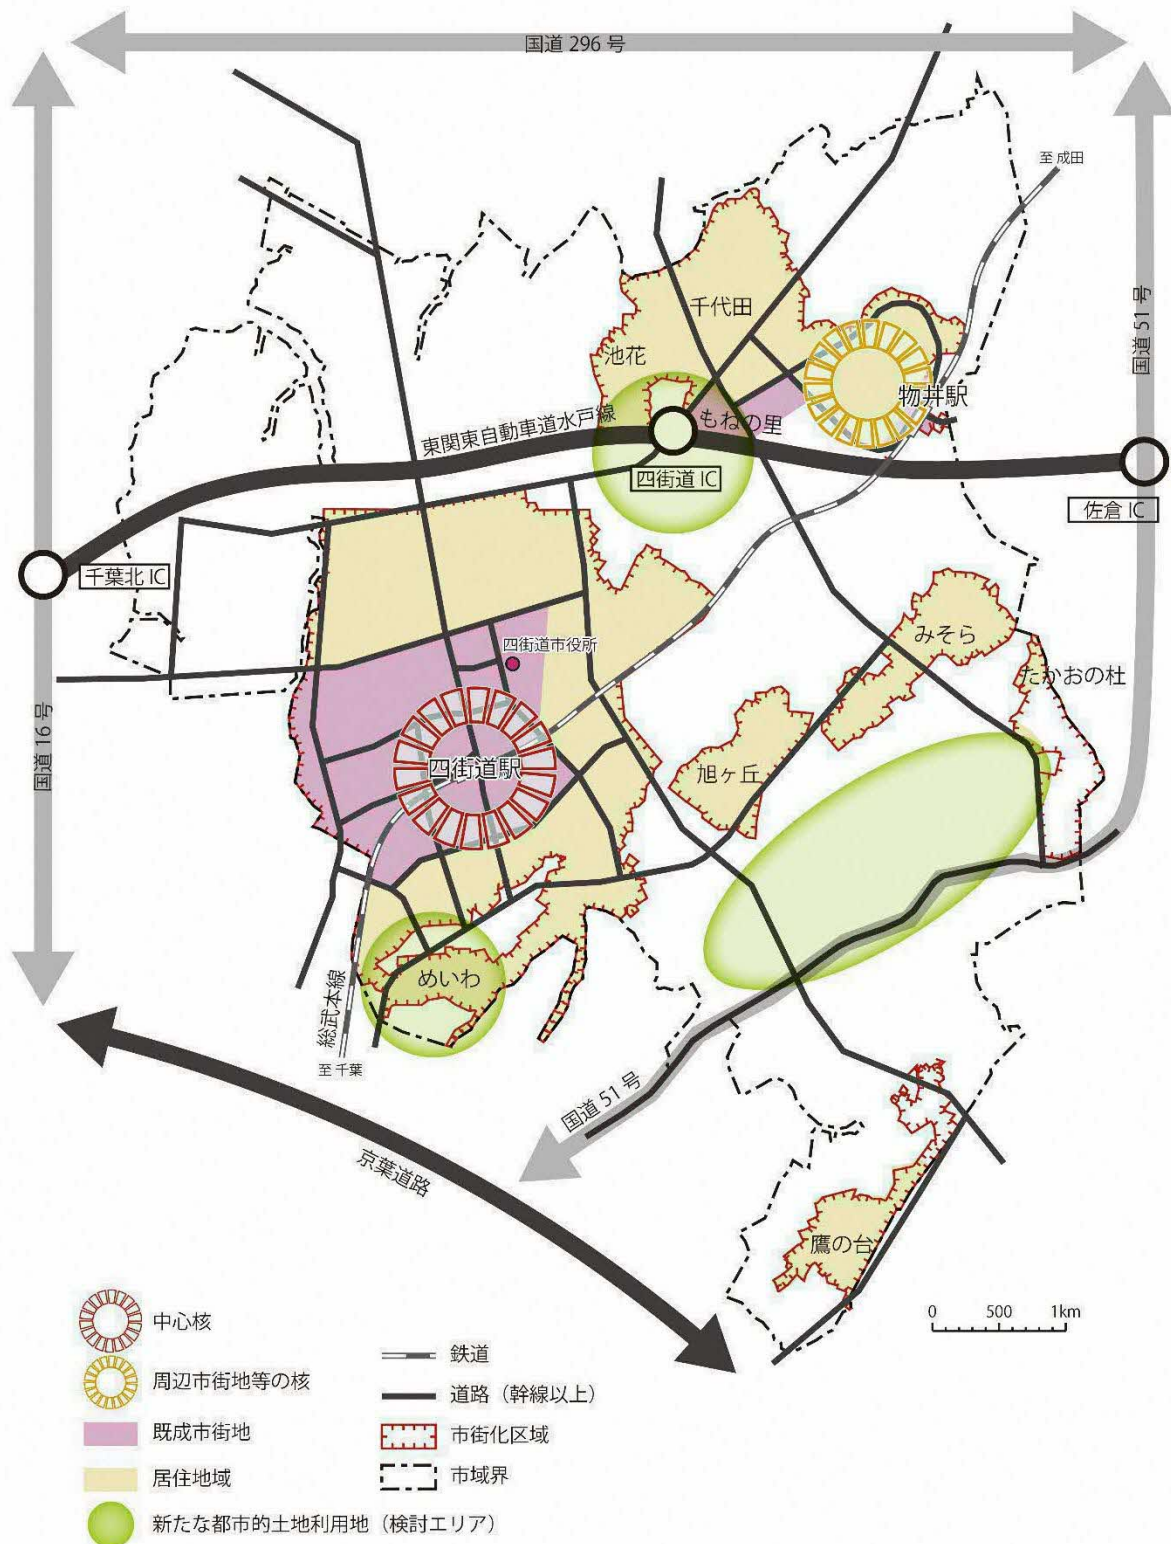 国道 296 号
至 成田
千代田
国道 51 号
池花
物井駅
東関東自動車道水戸線
もねの里
四街道 IC
佐倉 IC
千葉北 IC
みそら
四街道市役所
たかおの杜
国道 16 号
四街道駅
旭ヶ丘
めいわ
総武本線
至 千葉
国道 51 号
京葉道路
鷹の台
0 500 1km
中心核
周辺市街地等の核
既成市街地
居住地域
新たな都市的土地利用地（検討エリア）
鉄道
道路（幹線以上）
市街化区域
市域界